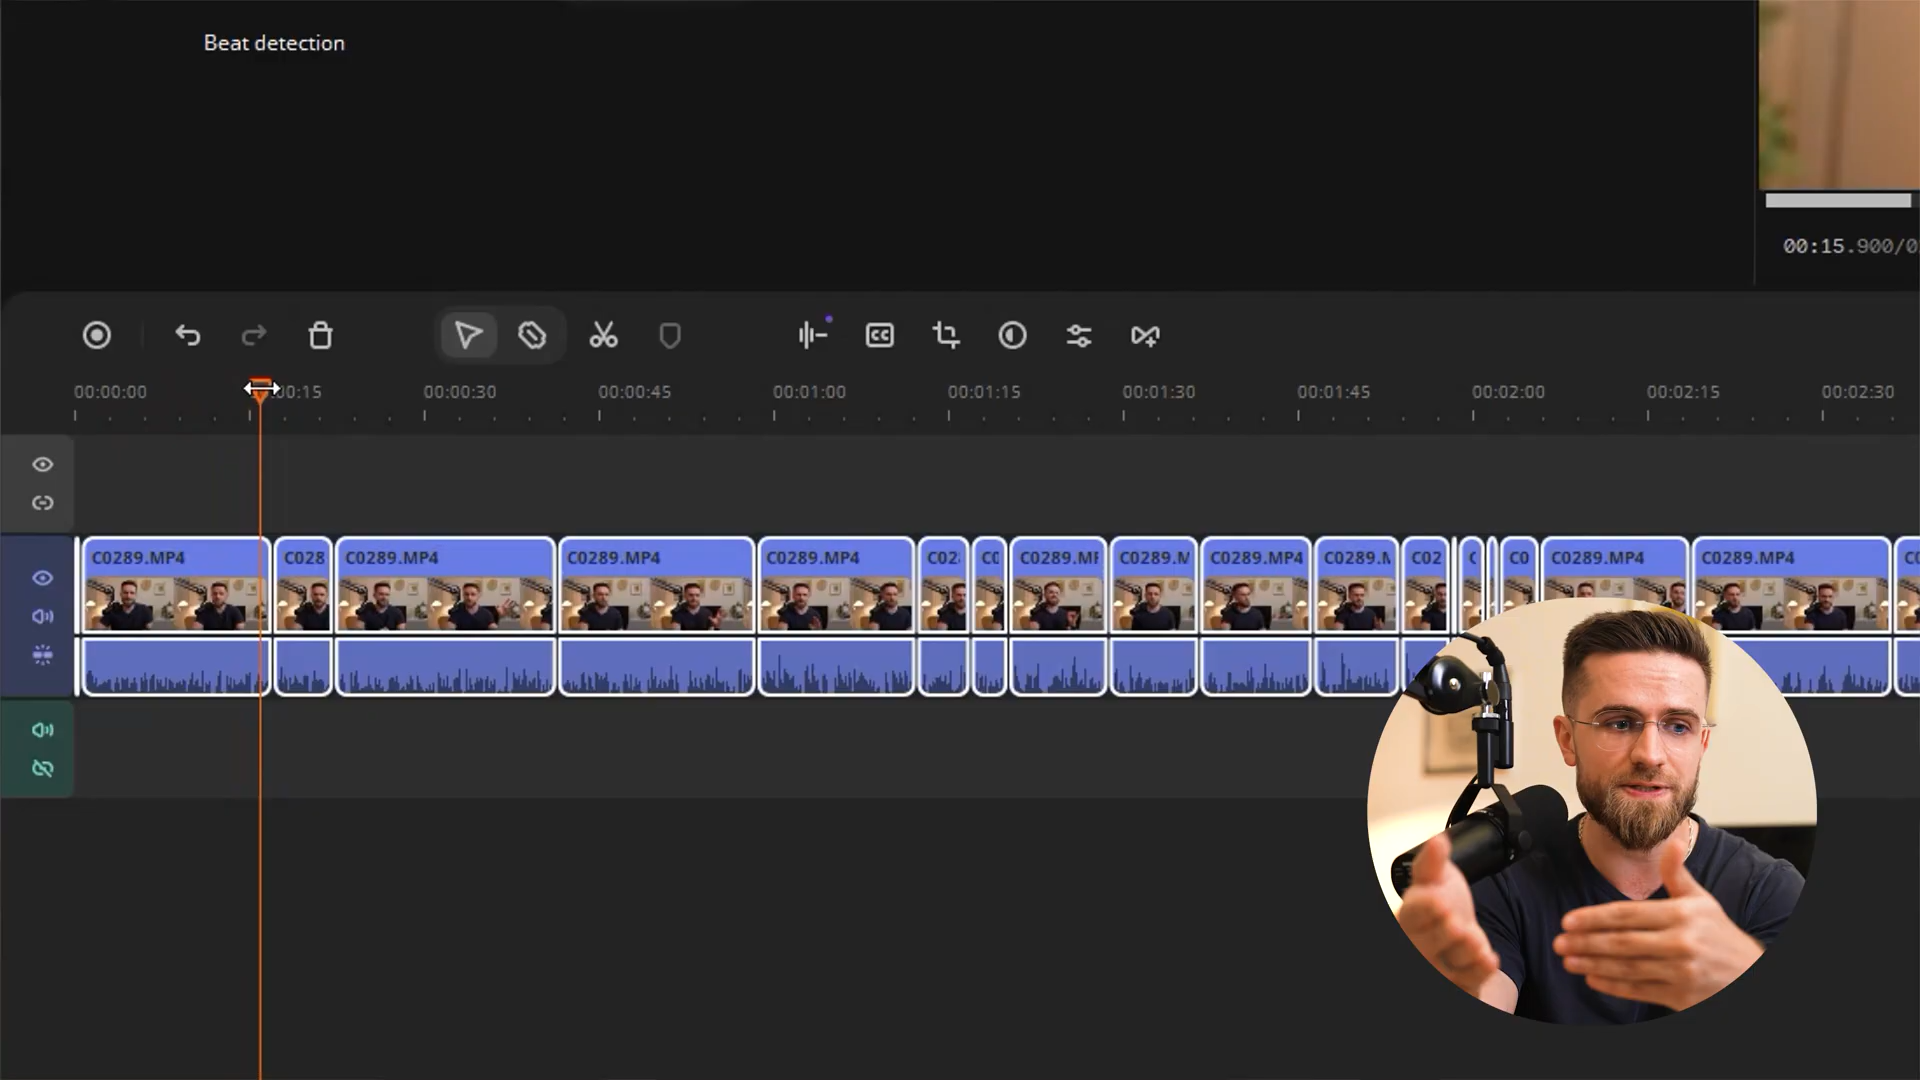 Beat detection
00:15.900/0
00:00:00 00:15 00:00:30 00:00:45 00:01:00 00:01:15 00:01:30 00:01:45 00:02:00 00:02:15 00:02:30
C0289.MP4 C028 C0289.MP4 C0289.MP4 C0289.MP4 C02 C0 C0289.MP C0289.M C0289.MP4 C0289.M C02 C C0 C0289.MP4 C0289.MP4 C0